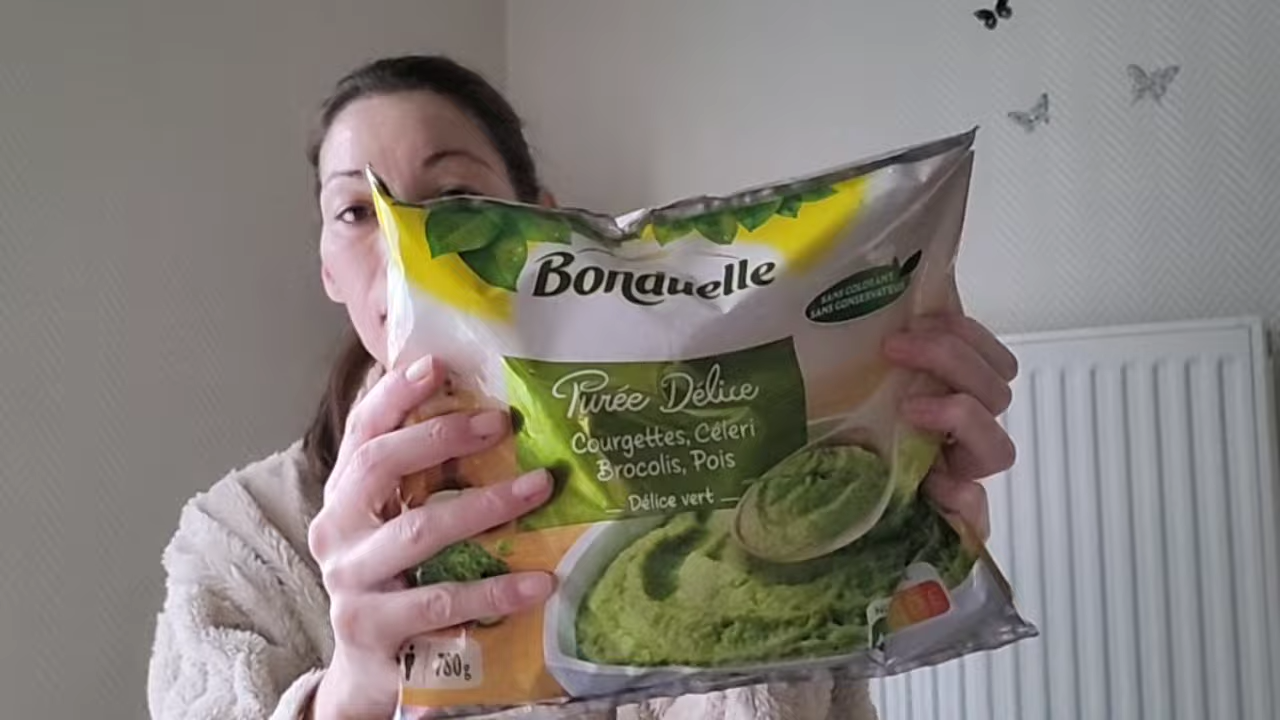 Bonduelle
SANS COLORANT
SANS CONSERVATEUR
Purée Délice
Courgettes, Céleri
Brocolis, Pois
Délice vert
750g